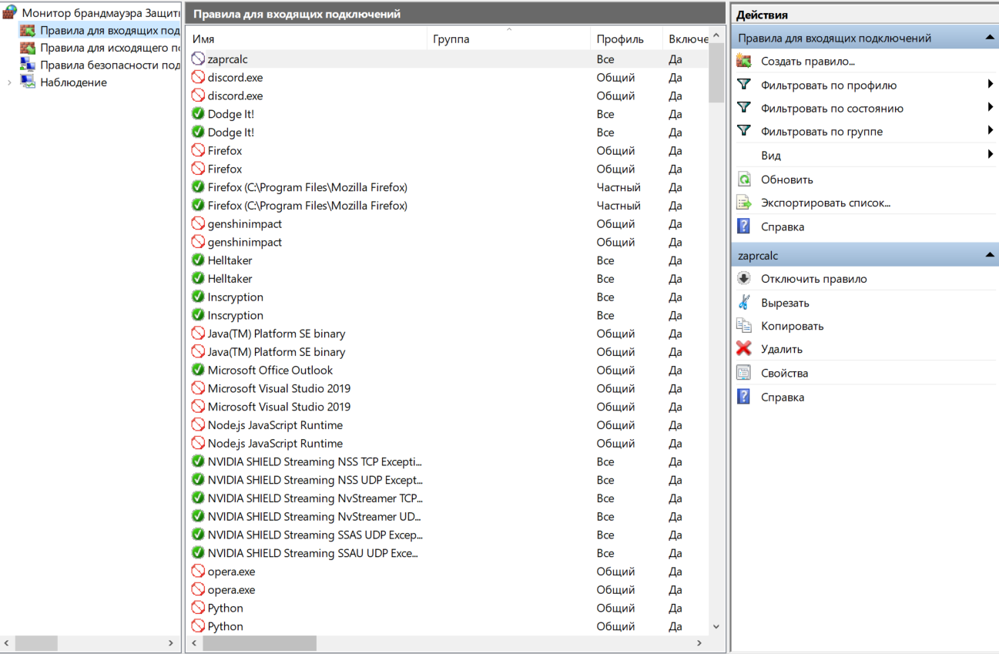 Монитор брандмауэра Защит
Правила для входящих под
Правила для исходящего п
Правила безопасности под
Наблюдение
Правила для входящих подключений
Имя Группа Профиль Включе
zaprcalc Все Да
discord.exe Общий Да
discord.exe Общий Да
Dodge It! Все Да
Dodge It! Все Да
Firefox Общий Да
Firefox Общий Да
Firefox (C:\Program Files\Mozilla Firefox) Частный Да
Firefox (C:\Program Files\Mozilla Firefox) Частный Да
genshinimpact Общий Да
genshinimpact Общий Да
Helltaker Все Да
Helltaker Все Да
Inscryption Все Да
Inscryption Все Да
Java(TM) Platform SE binary Общий Да
Java(TM) Platform SE binary Общий Да
Microsoft Office Outlook Общий Да
Microsoft Visual Studio 2019 Общий Да
Microsoft Visual Studio 2019 Общий Да
Node.js JavaScript Runtime Общий Да
Node.js JavaScript Runtime Общий Да
NVIDIA SHIELD Streaming NSS TCP Excepti... Все Да
NVIDIA SHIELD Streaming NSS UDP Except... Все Да
NVIDIA SHIELD Streaming NvStreamer TCP... Все Да
NVIDIA SHIELD Streaming NvStreamer UD... Все Да
NVIDIA SHIELD Streaming SSAS UDP Excep... Все Да
NVIDIA SHIELD Streaming SSAU UDP Exce... Все Да
opera.exe Общий Да
opera.exe Общий Да
Python Общий Да
Python Общий Да
Действия
Правила для входящих подключений
Создать правило...
Фильтровать по профилю
Фильтровать по состоянию
Фильтровать по группе
Вид
Обновить
Экспортировать список...
Справка
zaprcalc
Отключить правило
Вырезать
Копировать
Удалить
Свойства
Справка